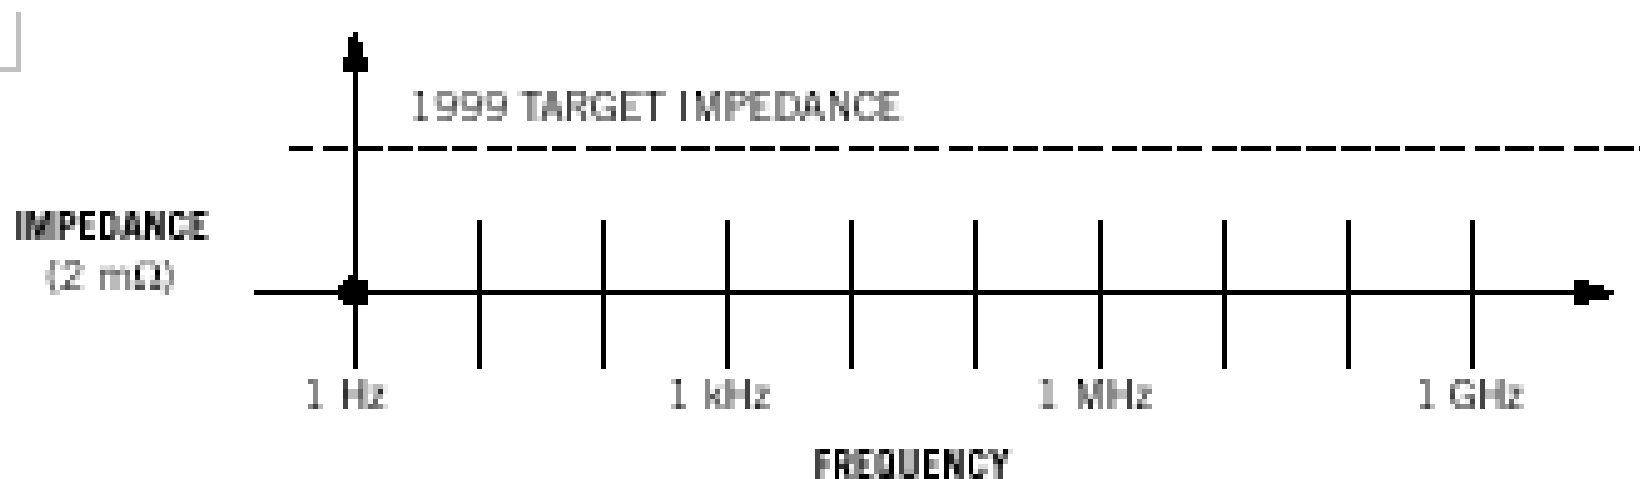 1999 TARGET IMPEDANCE
IMPEDANCE
(2 mΩ)
1 Hz 1 kHz 1 MHz 1 GHz
FREQUENCY